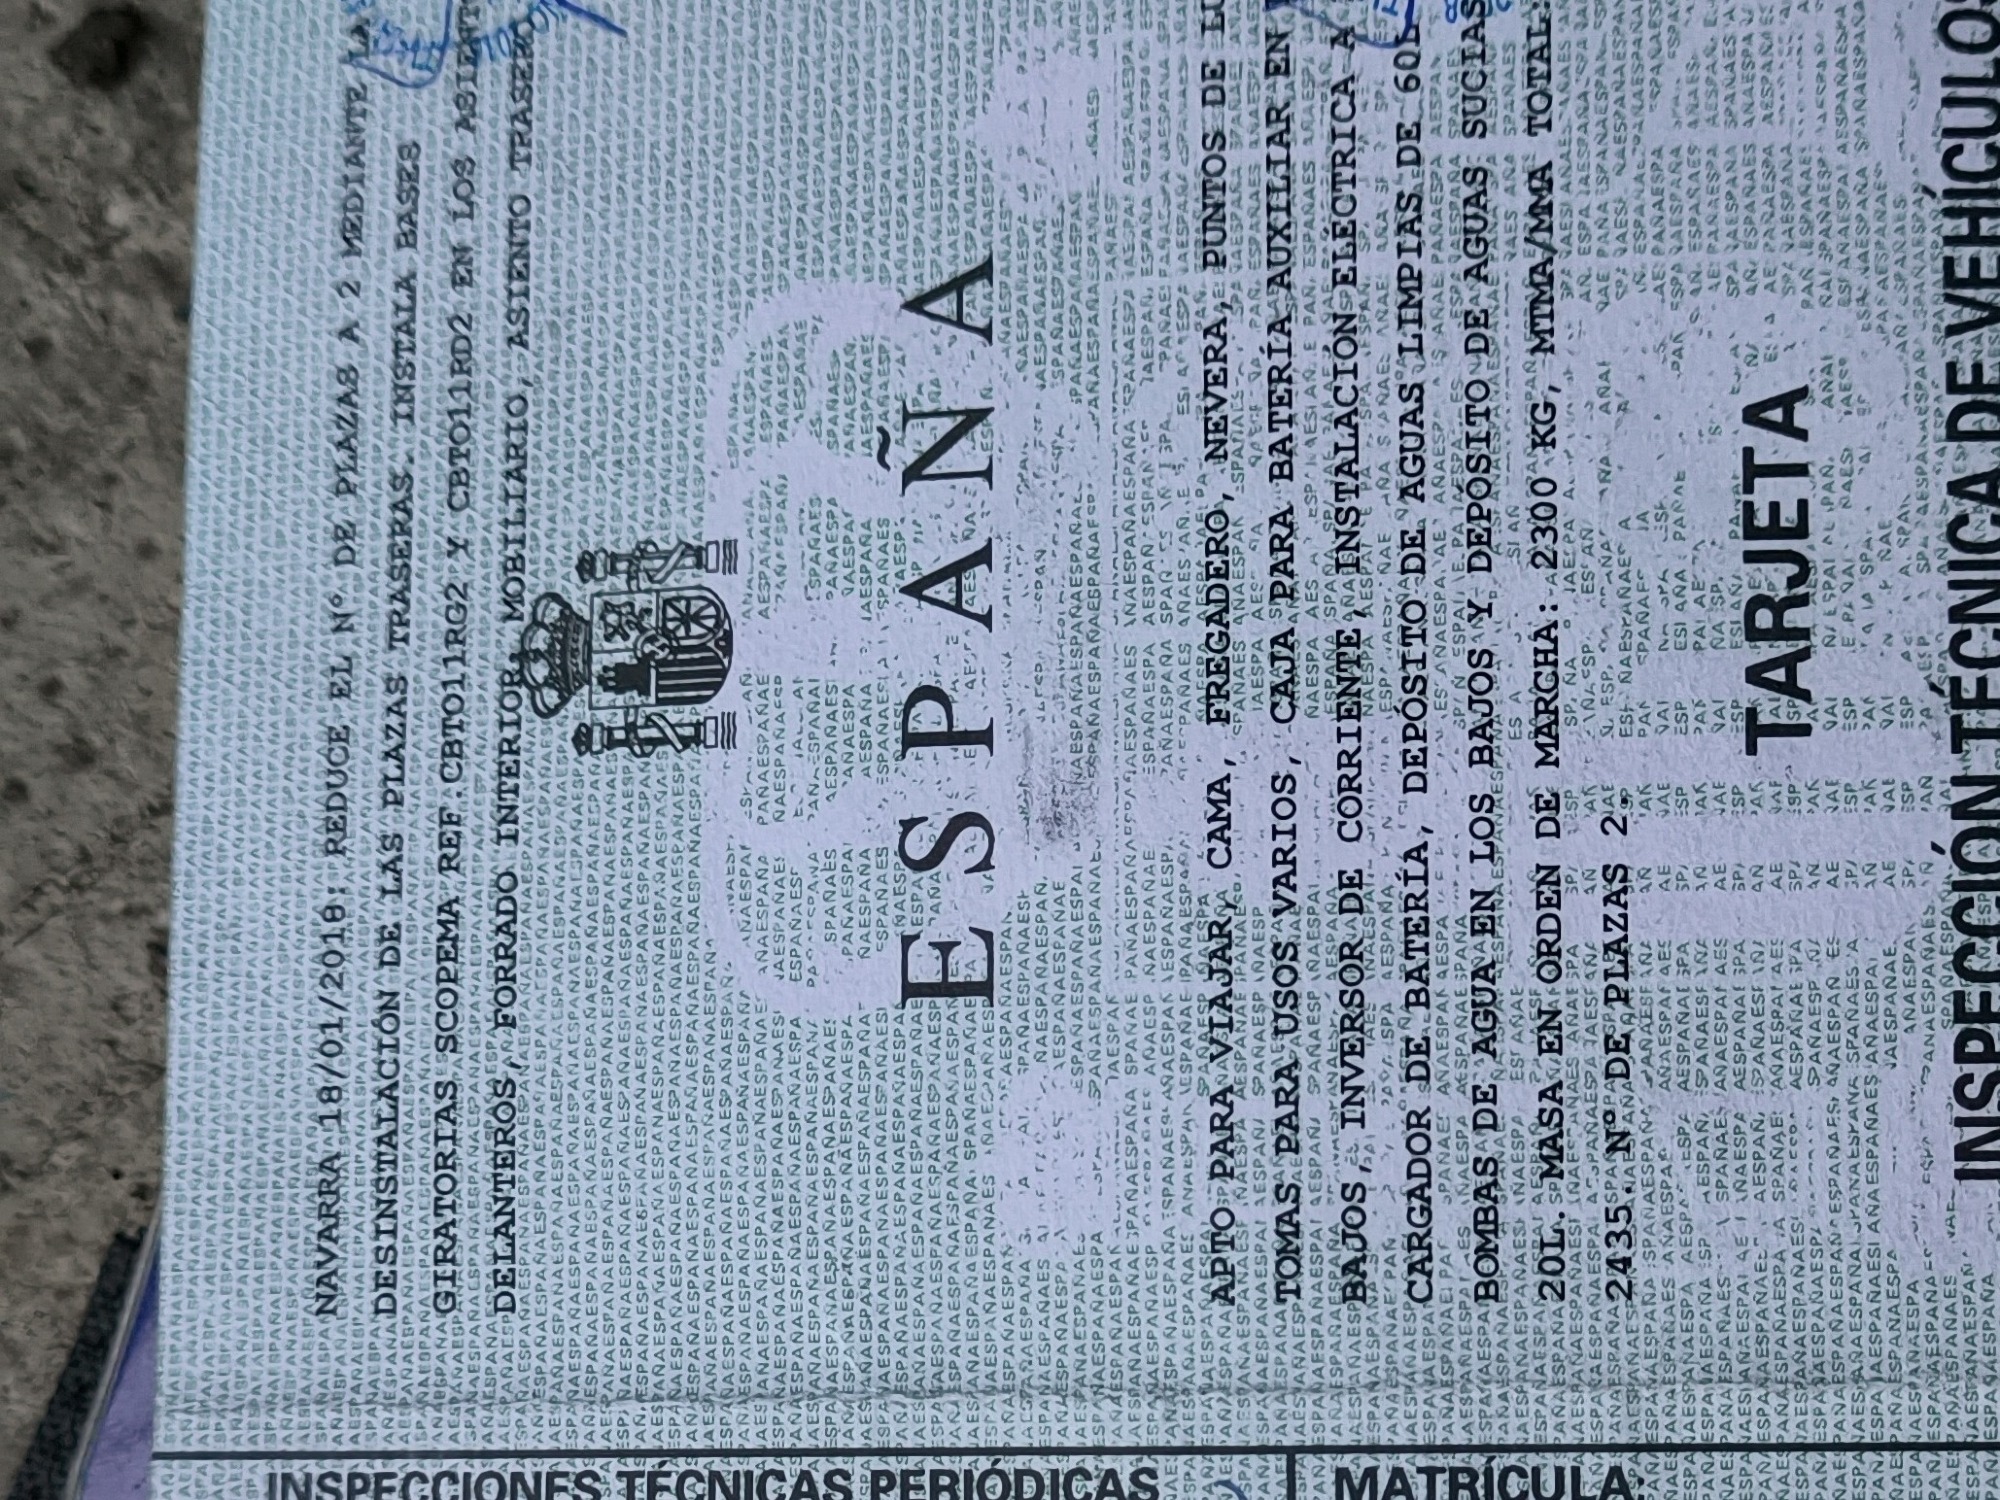 NAVARRA 18/01/2018: REDUCE EL Nº DE PLAZAS A 2 MEDIANTE LA
DESINSTALACIÓN DE LAS PLAZAS TRASERAS. INSTALA BASES
GIRATORIAS SCOPEMA REF.CBTO11RG2 Y CBTO11RD2 EN LOS
DELANTEROS, FORRADO INTERIOR, MOBILIARIO, ASIENTO TRASERO
ESPAÑA
APTO PARA VIAJAR, CAMA, FREGADERO, NEVERA, PUNTOS DE
TOMAS PARA USOS VARIOS, CAJA PARA BATERÍA AUXILIAR EN
BAJOS, INVERSOR DE CORRIENTE, INSTALACIÓN ELÉCTRICA A
CARGADOR DE BATERÍA, DEPÓSITO DE AGUAS LIMPIAS DE 60L
BOMBAS DE AGUA EN LOS BAJOS Y DEPÓSITO DE AGUAS SUCIAS
20L. MASA EN ORDEN DE MARCHA: 2300 KG, MTMA/MMA TOTAL:
2435. Nº DE PLAZAS 2.
TARJETA
INSPECCIÓN TÉCNICA DE VEHÍCULOS
INSPECCIONES TÉCNICAS PERIÓDICAS
MATRÍCULA: